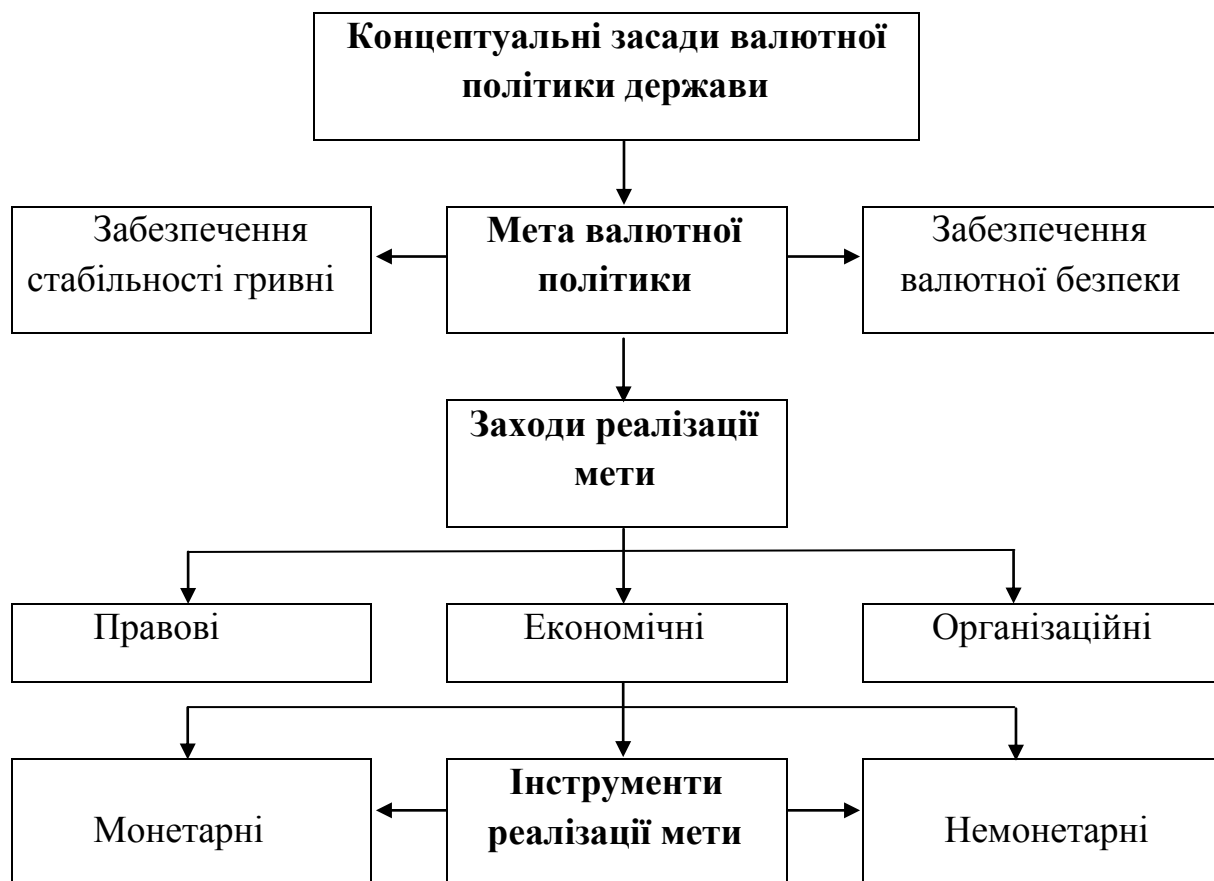 Концептуальні засади валютної
політики держави
Забезпечення
стабільності гривні
Мета валютної
політики
Забезпечення
валютної безпеки
Заходи реалізації
мети
Правові
Економічні
Організаційні
Монетарні
Інструменти
реалізації мети
Немонетарні